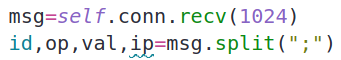 msg=self.conn.recv(1024)
id,op,val,ip=msg.split(";")